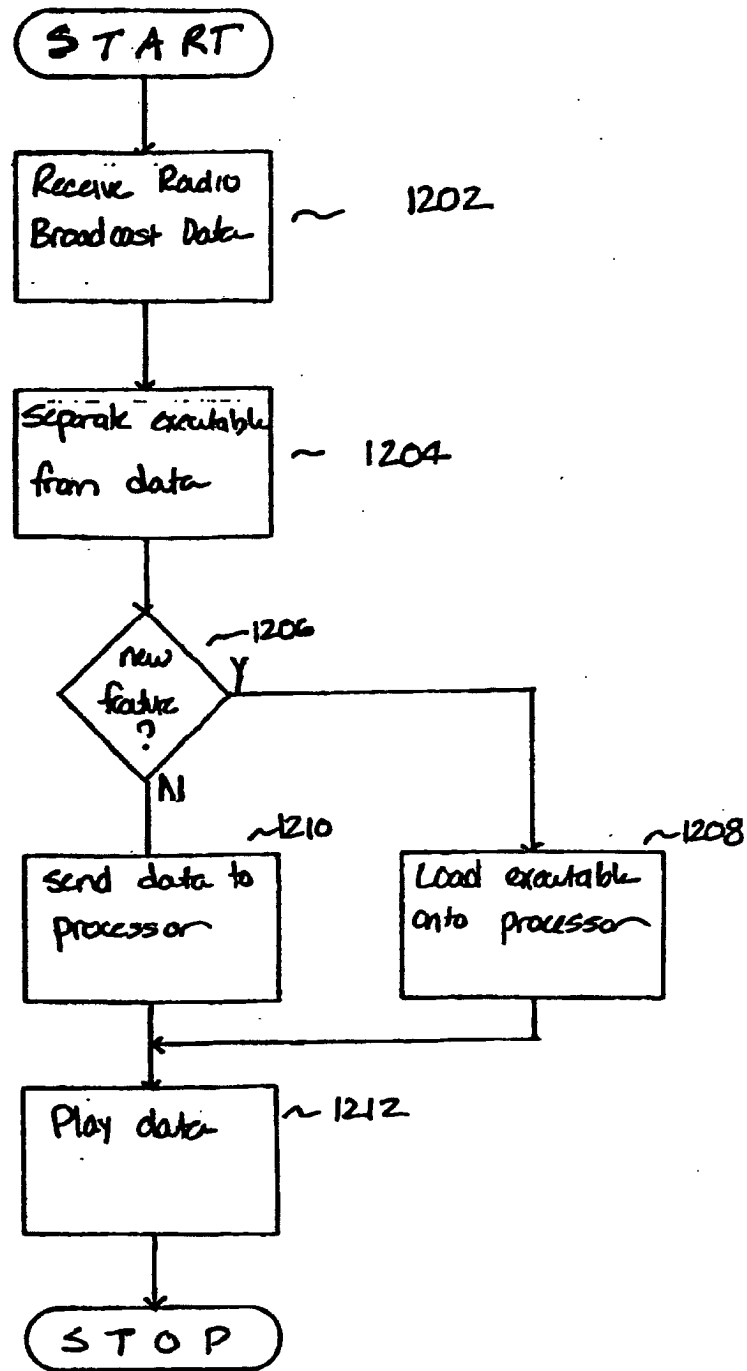 START
Receive Radio
Broadcast Data
1202
Separate executable
from data
1204
new
feature
?
1206
Y
N
1210
send data to
processor
1208
Load executable
onto processor
Play data
1212
STOP